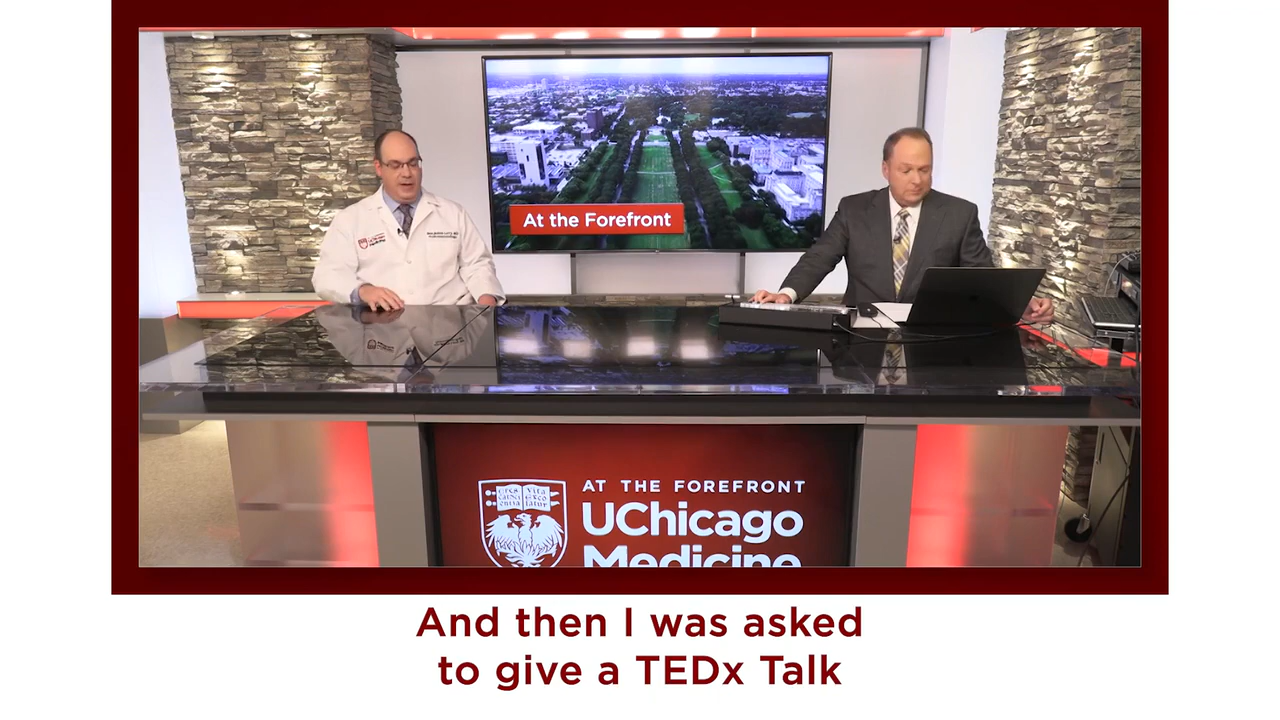 At the Forefront
AT THE FOREFRONT
UChicago
Medicine
And then I was asked
to give a TEDx Talk